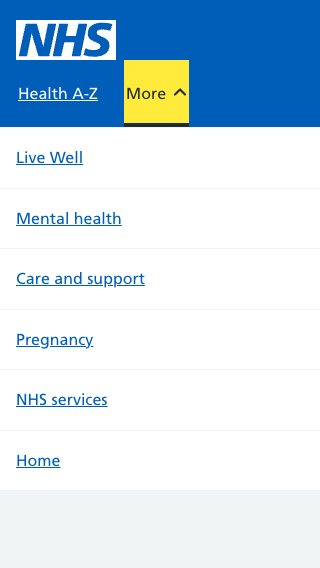 NHS
Health A-Z
More
Live Well
Mental health
Care and support
Pregnancy
NHS services
Home